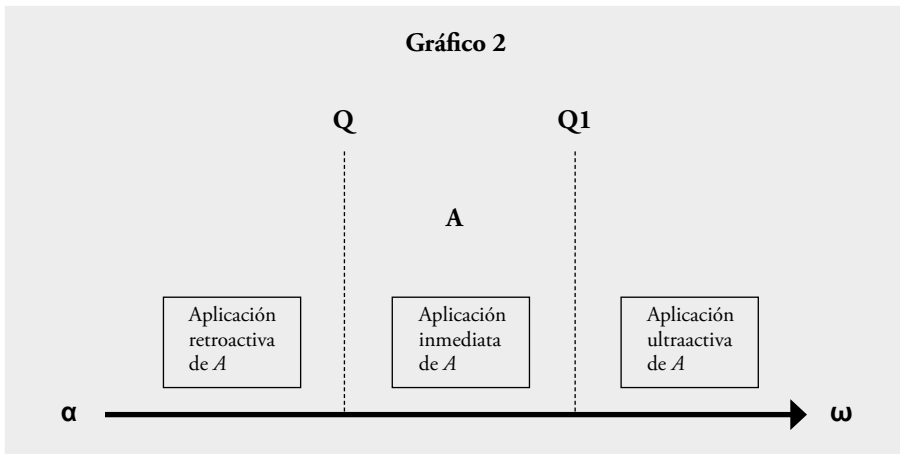 Gráfico 2
Q
Q1
A
Aplicación
retroactiva
de A
Aplicación
inmediata
de A
Aplicación
ultraactiva
de A
α
ω